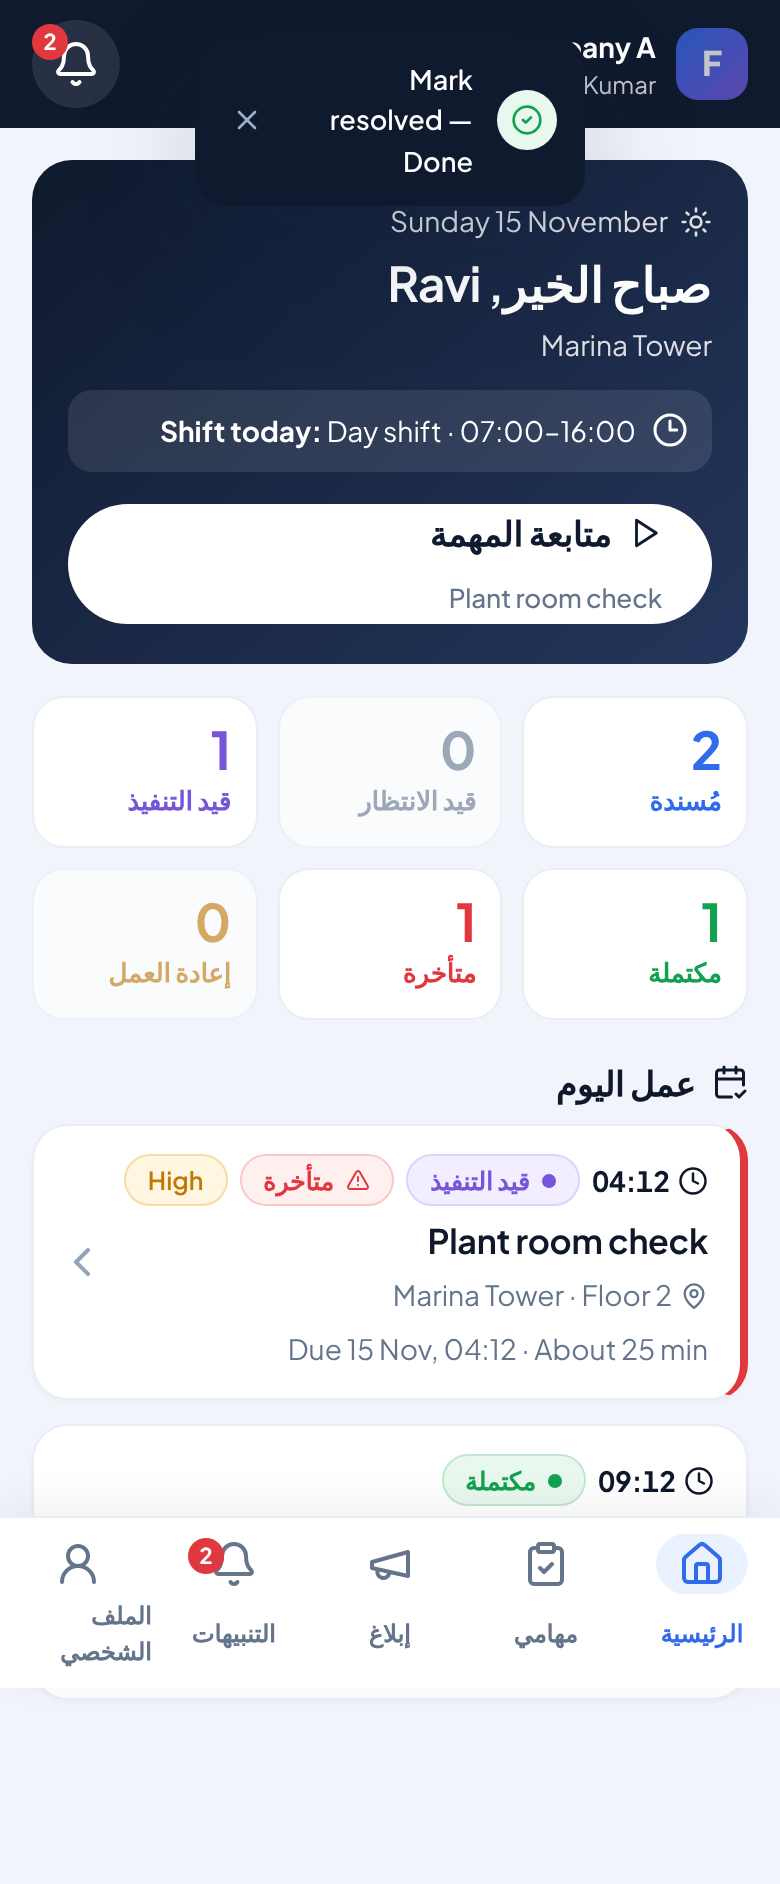 F
Kumar
2
Mark
resolved —
Done
Sunday 15 November
صباح الخير, Ravi
Marina Tower
Shift today: Day shift · 07:00–16:00
متابعة المهمة
Plant room check
2
مُسندة
0
قيد الانتظار
1
قيد التنفيذ
1
مكتملة
1
متأخرة
0
إعادة العمل
عمل اليوم
04:12 قيد التنفيذ متأخرة High
Plant room check
Marina Tower · Floor 2
Due 15 Nov, 04:12 · About 25 min
09:12 مكتملة
الرئيسية
مهامي
إبلاغ
2
التنبيهات
الملف
الشخصي